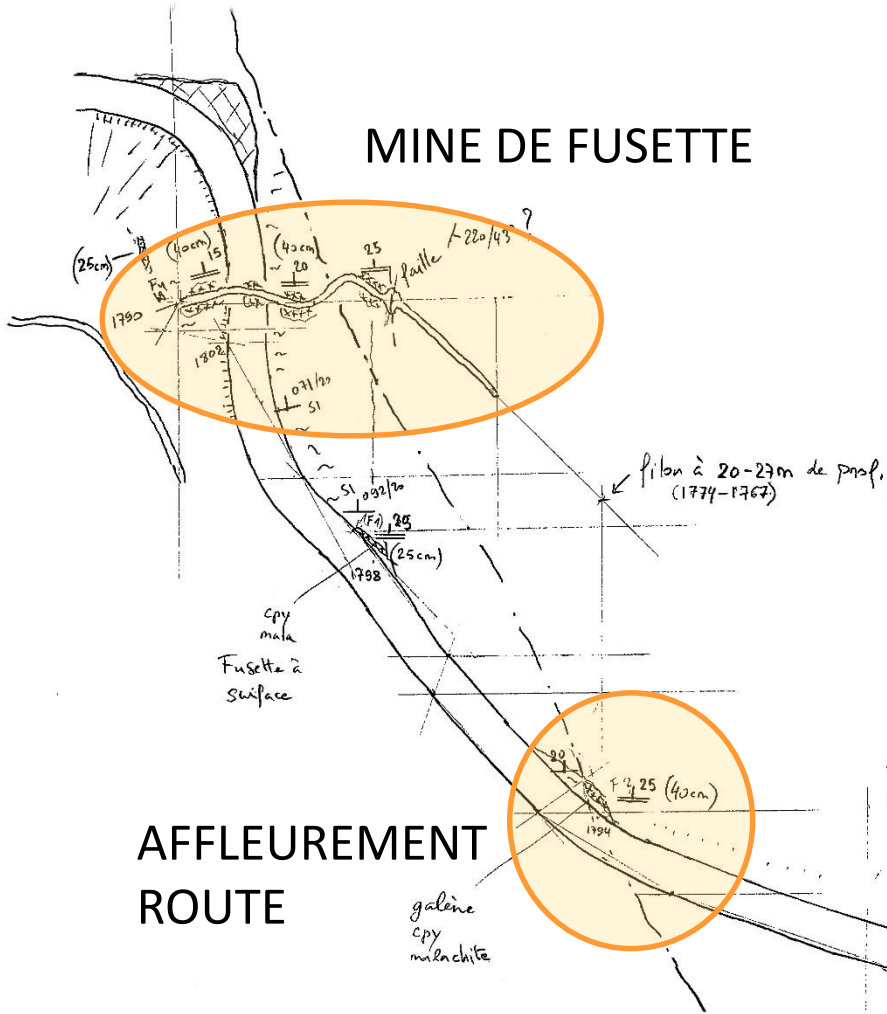 MINE DE FUSETTE
220/43 ?
faille
(40cm)
15
(40cm)
20
25
(25cm)
1790
1802
071/20
S1
filon à 20-27m de prof.
(1774-1767)
S1
092/20
(F1)
(25cm)
1798
cpy
mala
Fusette à
surface
20
F2
25
(40cm)
1794
AFFLEUREMENT
ROUTE
galène
cpy
malachite